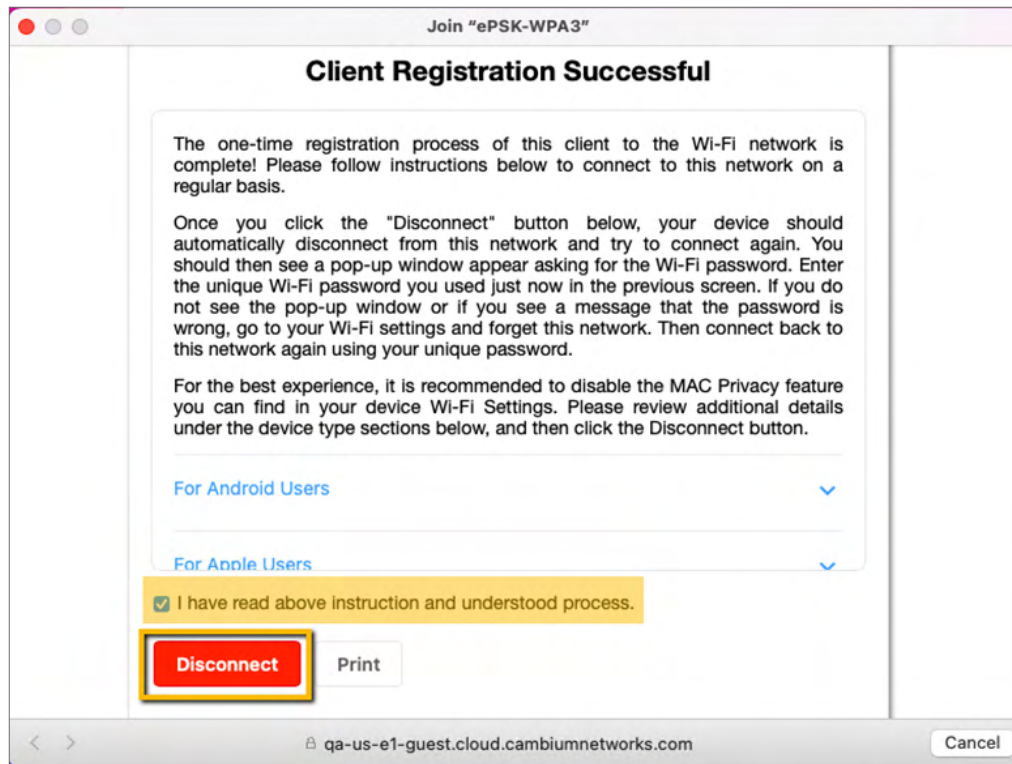 Join “ePSK-WPA3”
Client Registration Successful
The one-time registration process of this client to the Wi-Fi network is
complete! Please follow instructions below to connect to this network on a
regular basis.
Once you click the "Disconnect" button below, your device should
automatically disconnect from this network and try to connect again. You
should then see a pop-up window appear asking for the Wi-Fi password. Enter
the unique Wi-Fi password you used just now in the previous screen. If you do
not see the pop-up window or if you see a message that the password is
wrong, go to your Wi-Fi settings and forget this network. Then connect back to
this network again using your unique password.
For the best experience, it is recommended to disable the MAC Privacy feature
you can find in your device Wi-Fi Settings. Please review additional details
under the device type sections below, and then click the Disconnect button.
For Android Users
For Apple Users
I have read above instruction and understood process.
Disconnect Print
qa-us-e1-guest.cloud.cambiumnetworks.com Cancel